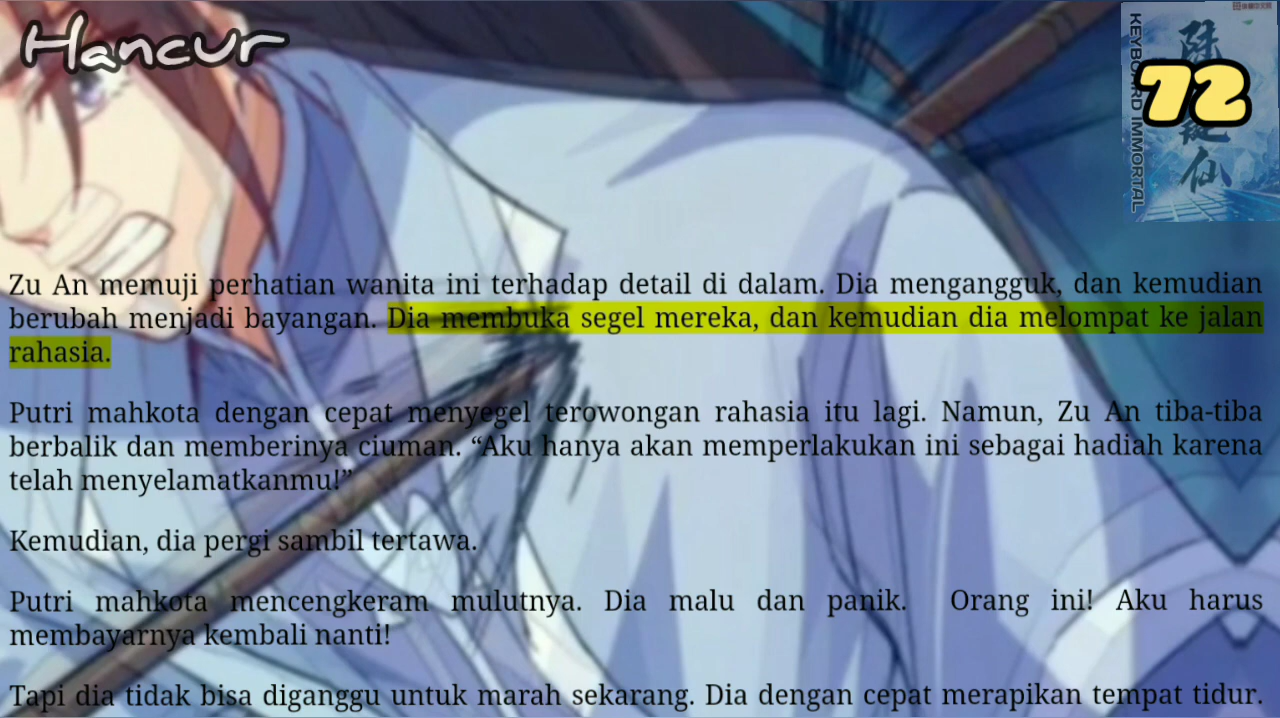 Hancur
72
KEYBOARD IMMORTAL
仙
Zu An memuji perhatian wanita ini terhadap detail di dalam. Dia mengangguk, dan kemudian
berubah menjadi bayangan. Dia membuka segel mereka, dan kemudian dia melompat ke jalan
rahasia.
Putri mahkota dengan cepat menyegel terowongan rahasia itu lagi. Namun, Zu An tiba-tiba
berbalik dan memberinya ciuman. “Aku hanya akan memperlakukan ini sebagai hadiah karena
telah menyelamatkanmu!”
Kemudian, dia pergi sambil tertawa.
Putri mahkota mencengkeram mulutnya. Dia malu dan panik. Orang ini! Aku harus
membayarnya kembali nanti!
Tapi dia tidak bisa diganggu untuk marah sekarang. Dia dengan cepat merapikan tempat tidur.